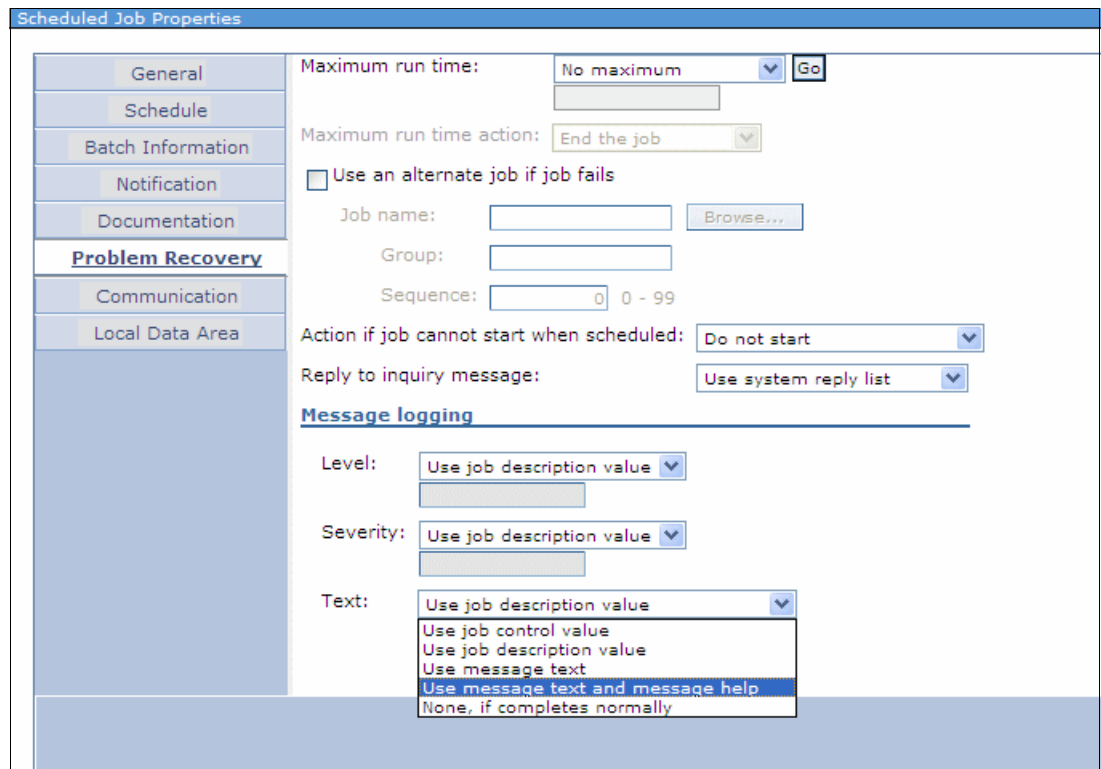 Scheduled Job Properties
General
Schedule
Batch Information
Notification
Documentation
Problem Recovery
Communication
Local Data Area
Maximum run time: No maximum Go
Maximum run time action: End the job
Use an alternate job if job fails
Job name: Browse...
Group:
Sequence: 0 0 - 99
Action if job cannot start when scheduled: Do not start
Reply to inquiry message: Use system reply list
Message logging
Level: Use job description value
Severity: Use job description value
Text: Use job description value
Use job control value
Use job description value
Use message text
Use message text and message help
None, if completes normally